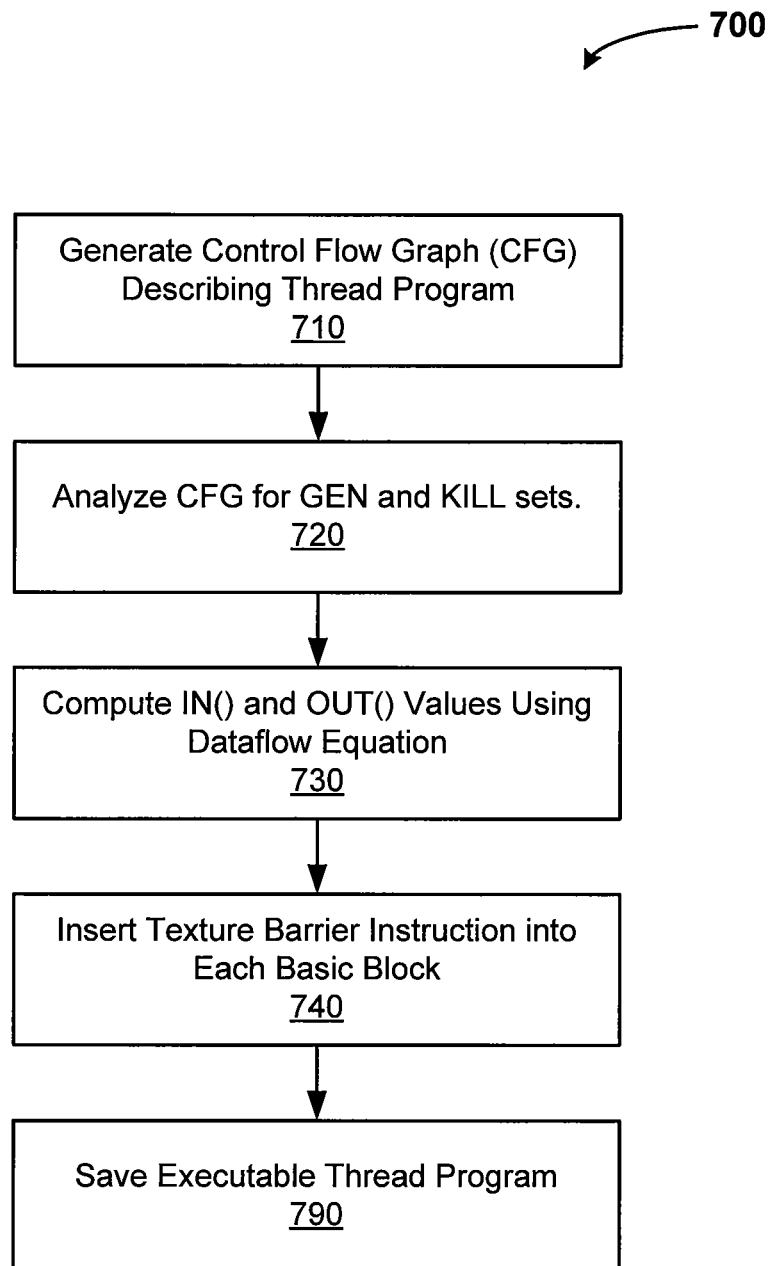 700
Generate Control Flow Graph (CFG)
Describing Thread Program
710
Analyze CFG for GEN and KILL sets.
720
Compute IN() and OUT() Values Using
Dataflow Equation
730
Insert Texture Barrier Instruction into
Each Basic Block
740
Save Executable Thread Program
790